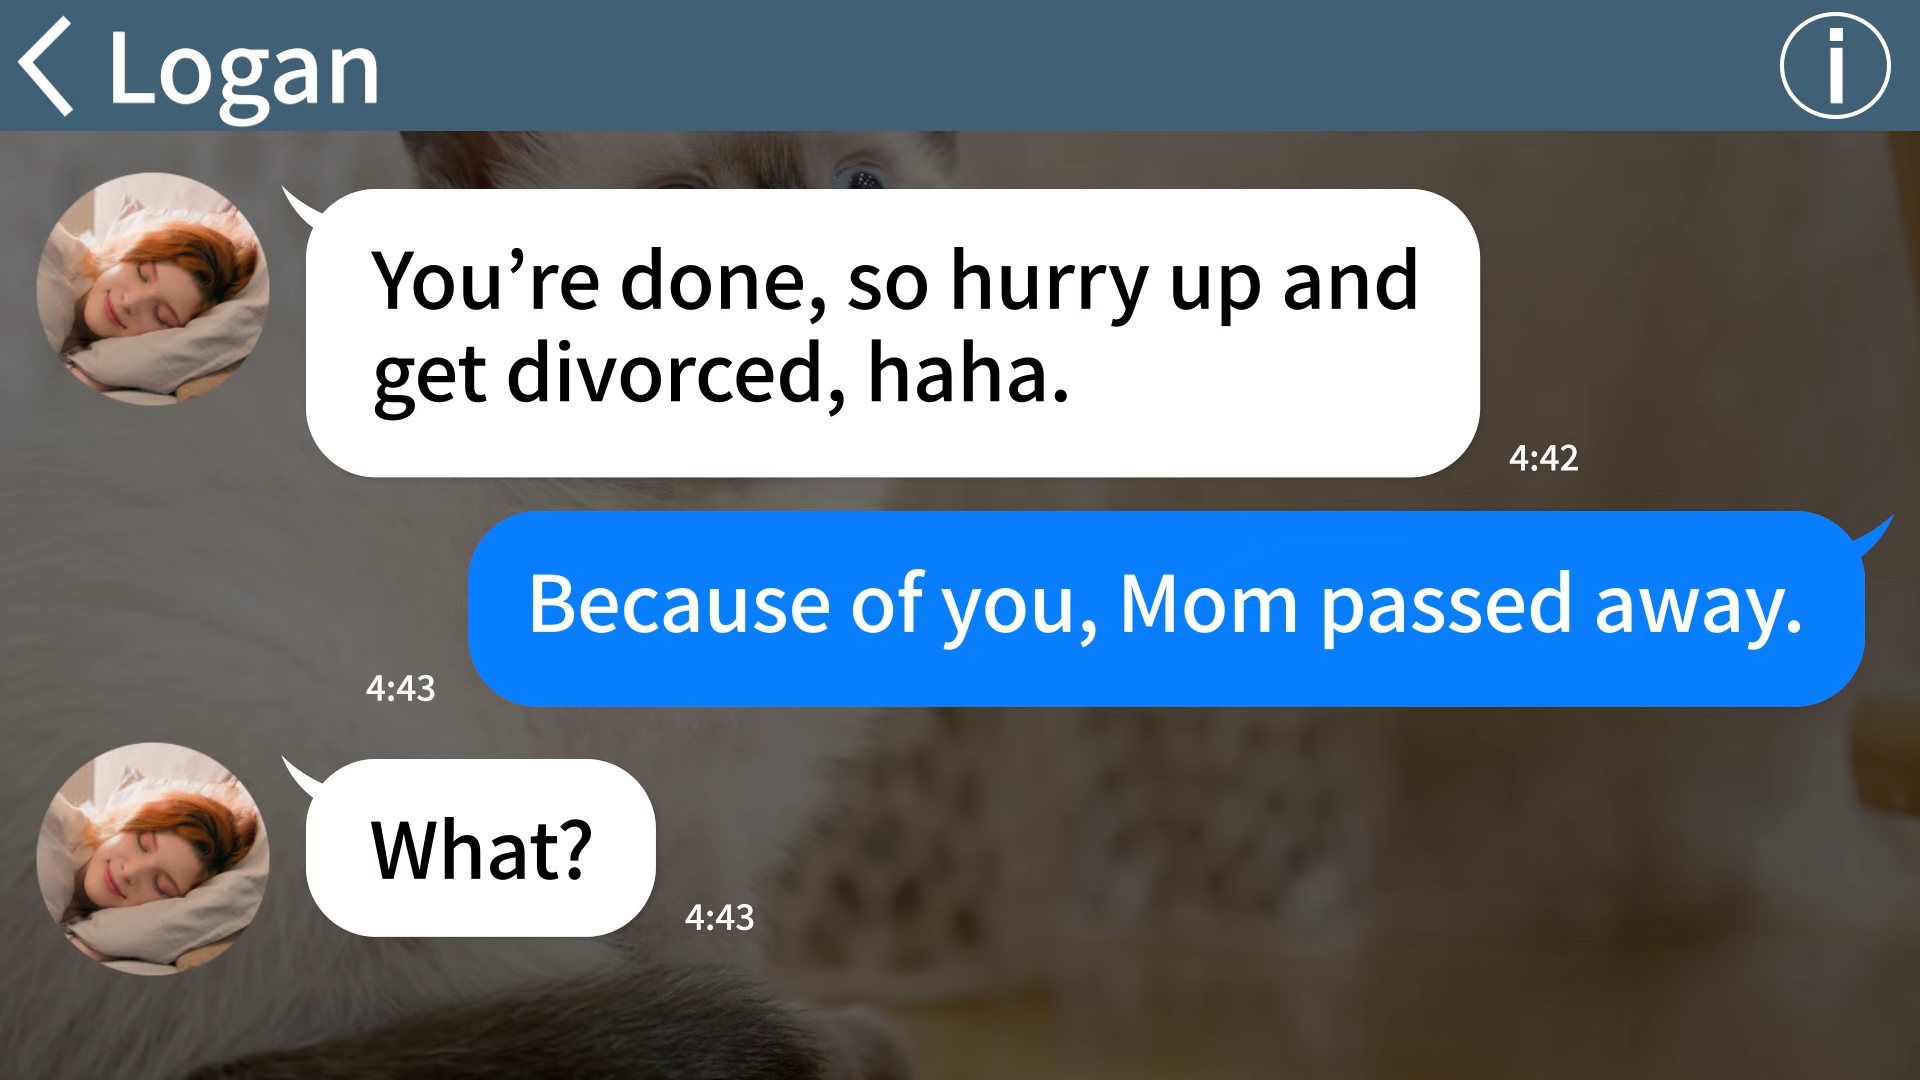 Logan
You’re done, so hurry up and
get divorced, haha.
4:42
Because of you, Mom passed away.
4:43
What?
4:43